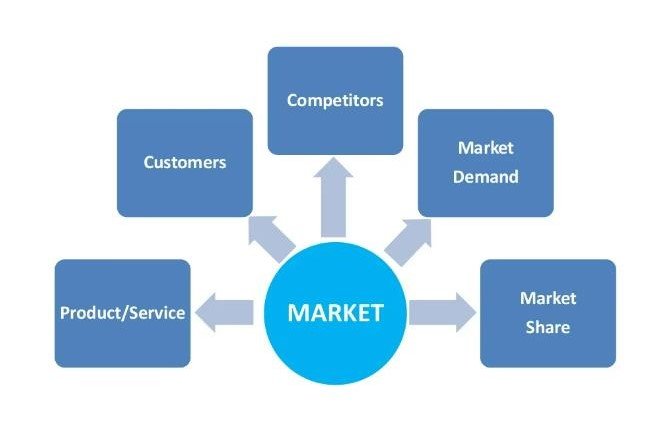 Competitors
Customers
Market
Demand
Product/Service
MARKET
Market
Share